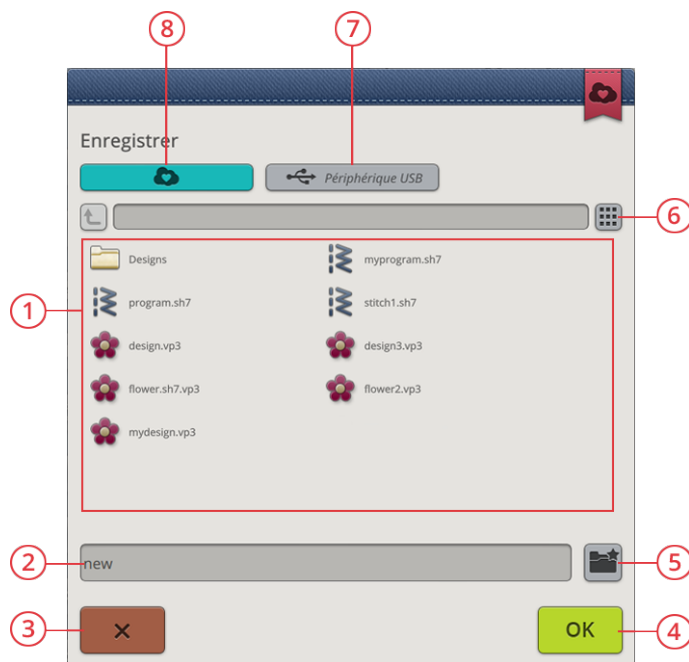 8 7
Enregistrer
Périphérique USB
6
Designs myprogram.sh7
1
program.sh7 stitch1.sh7
design.vp3 design3.vp3
flower.sh7.vp3 flower2.vp3
mydesign.vp3
2 new 5
3 OK 4